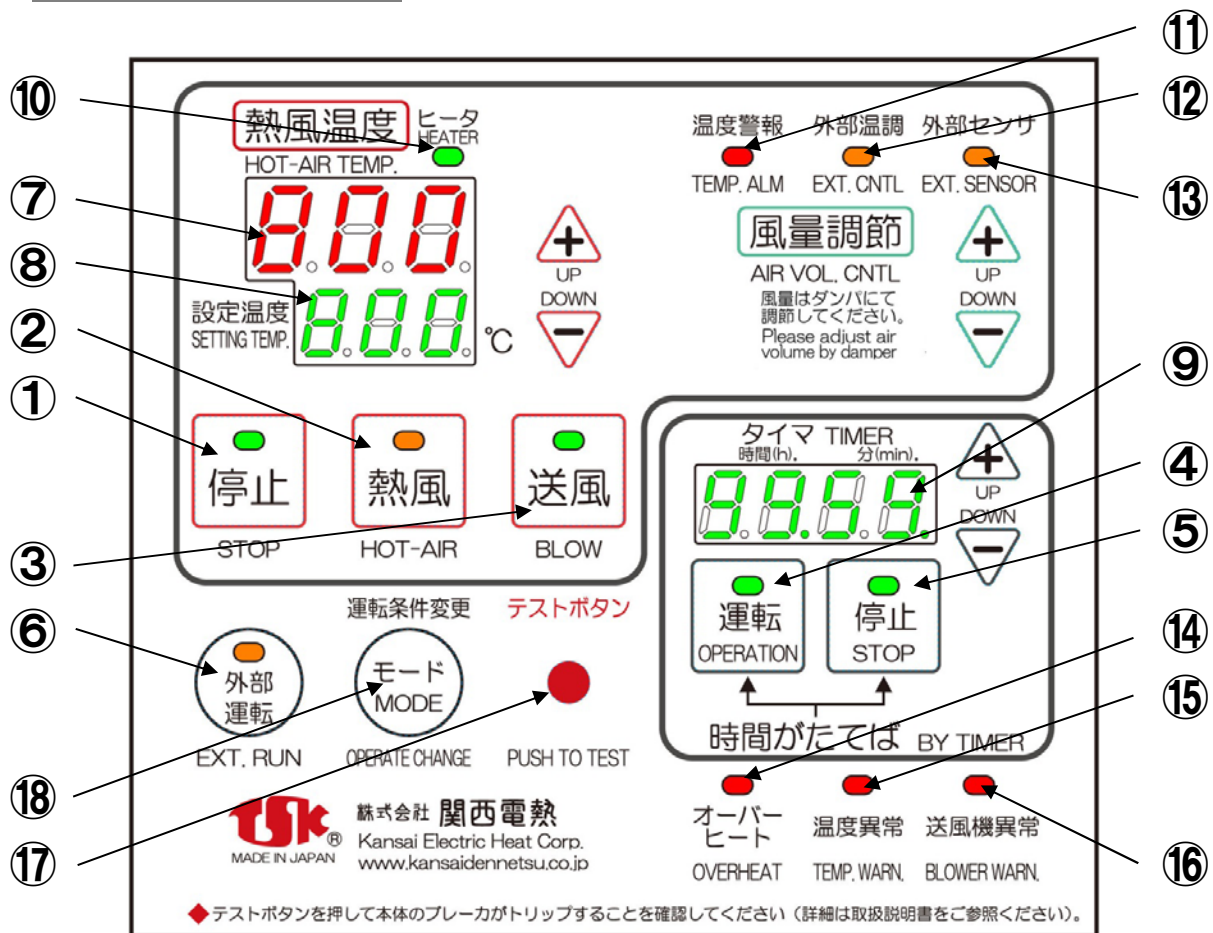 ⑪
⑩
熱風温度
ヒータ
HEATER
HOT-AIR TEMP.
温度警報 外部温調 外部センサ
⑫
TEMP. ALM EXT. CNTL EXT. SENSOR
⑬
⑦
風量調節
UP
AIR VOL. CNTL
UP
⑧
設定温度
SETTING TEMP.
℃
DOWN
風量はダンパにて
調節してください。
Please adjust air
volume by damper
DOWN
②
⑨
①
停止
熱風
送風
STOP HOT-AIR BLOW
③
タイマ TIMER
時間(h). 分(min).
99.59.
UP
DOWN
④
⑤
運転
OPERATION
停止
STOP
時間がたてば BY TIMER
⑥
外部
運転
EXT. RUN
運転条件変更
モード
MODE
OPERATE CHANGE
テストボタン
PUSH TO TEST
⑭
⑮
オーバー
ヒート
OVERHEAT
温度異常
TEMP. WARN.
送風機異常
BLOWER WARN.
⑯
⑱
⑰
TSK ®
MADE IN JAPAN
株式会社 関西電熱
Kansai Electric Heat Corp.
www.kansaidennetsu.co.jp
◆テストボタンを押して本体のブレーカがトリップすることを確認してください（詳細は取扱説明書をご参照ください）。